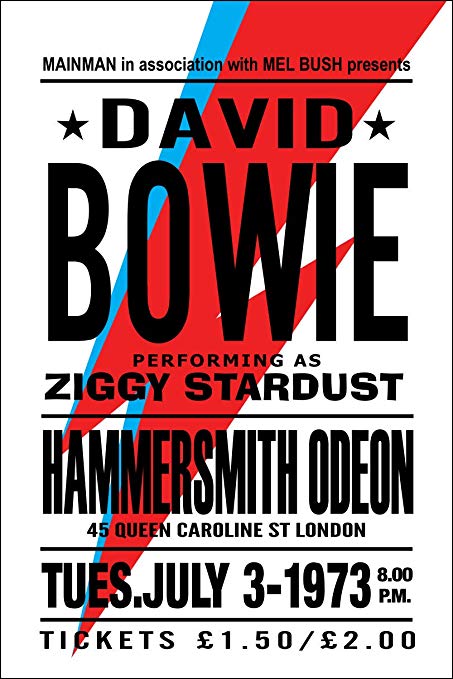 MAINMAN in association with MEL BUSH presents
★ DAVID ★
BOWIE
PERFORMING AS
ZIGGY STARDUST
HAMMERSMITH ODEON
45 QUEEN CAROLINE ST LONDON
TUES.JULY 3-1973 8.00 P.M.
TICKETS £1.50/£2.00